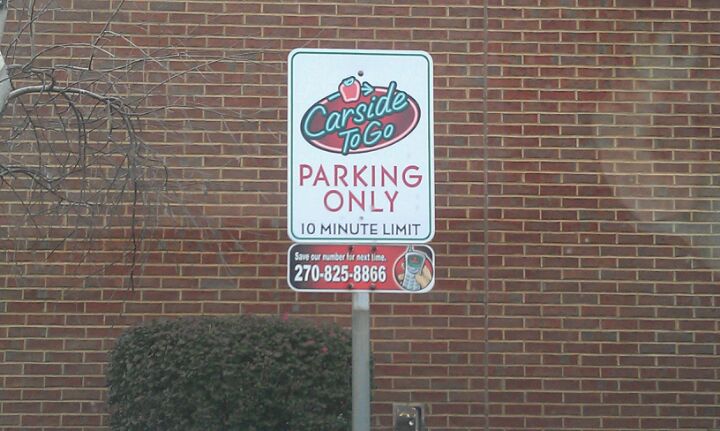 Carside
To Go
PARKING
ONLY
10 MINUTE LIMIT
Save our number for next time.
270-825-8866